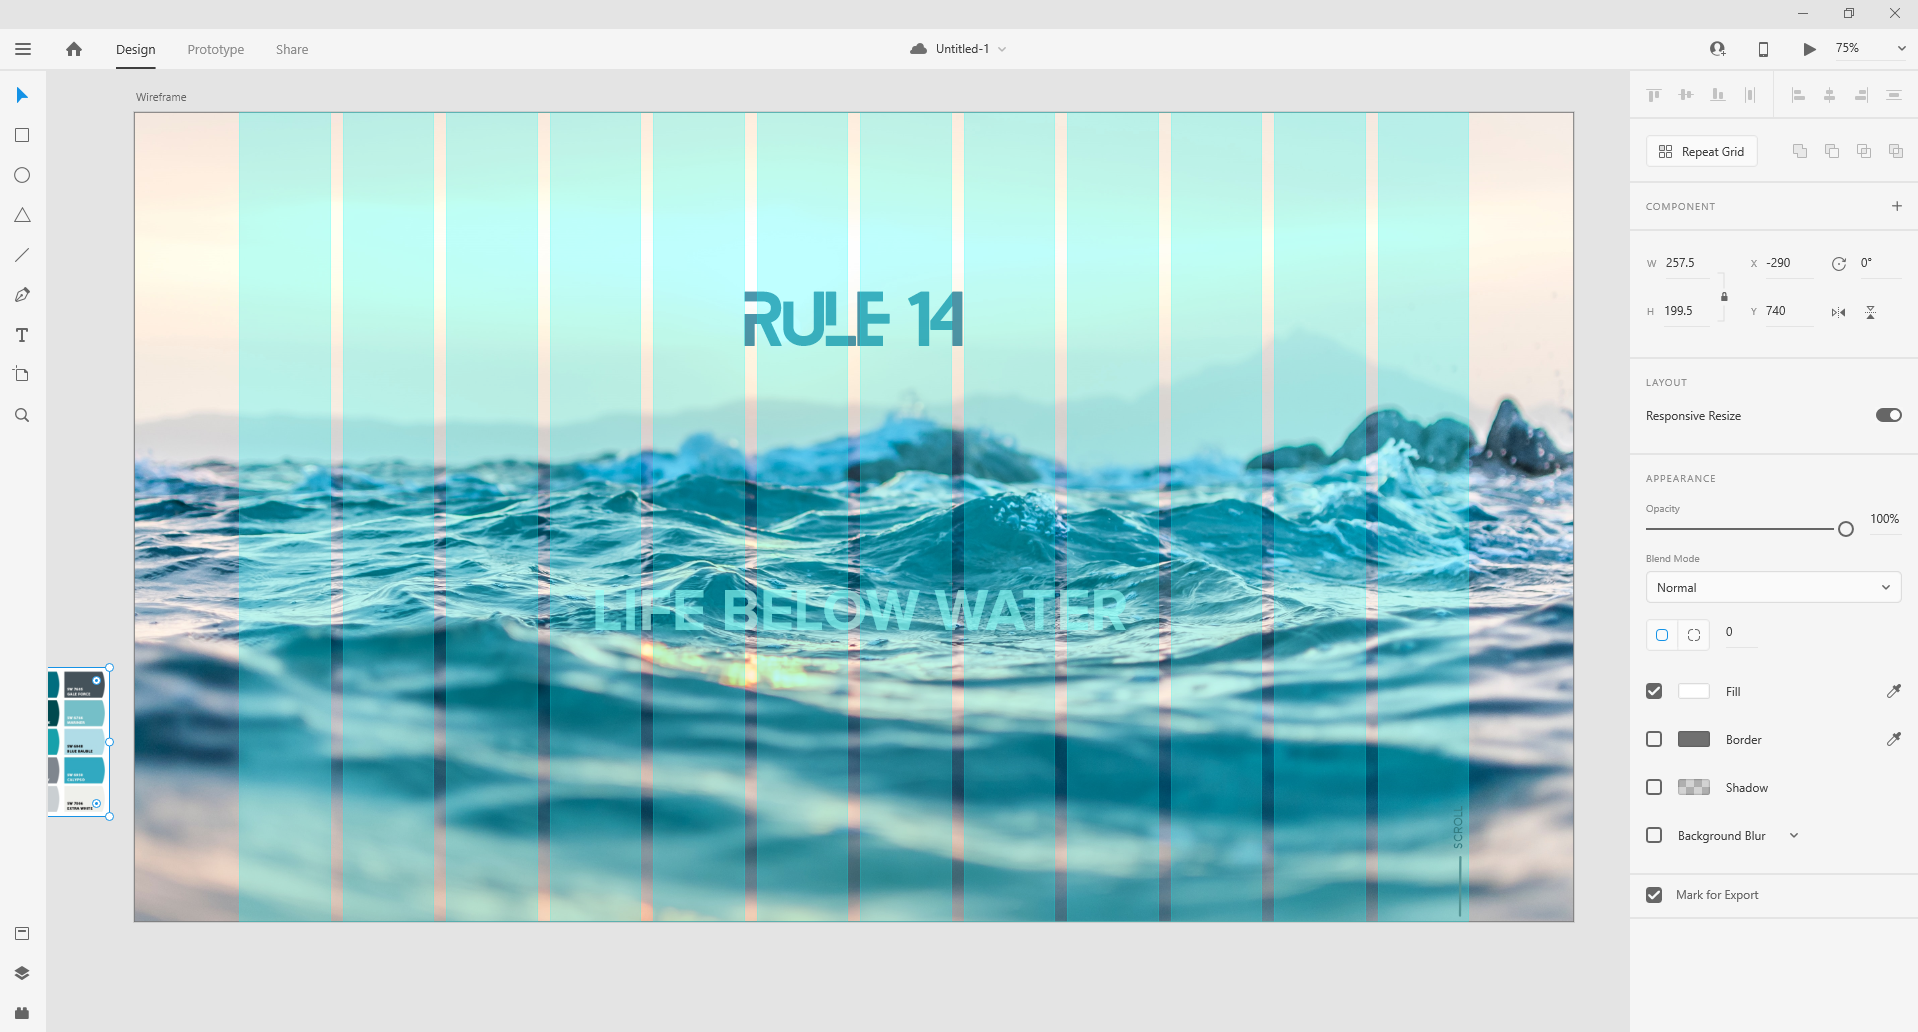 Design
Prototype
Share
Untitled-1
75%
Wireframe
RULE 14
LIFE BELOW WATER
SCROLL
Repeat Grid
COMPONENT
W 257.5
X -290
0°
H 199.5
Y 740
LAYOUT
Responsive Resize
APPEARANCE
Opacity
100%
Blend Mode
Normal
0
Fill
Border
Shadow
Background Blur
Mark for Export